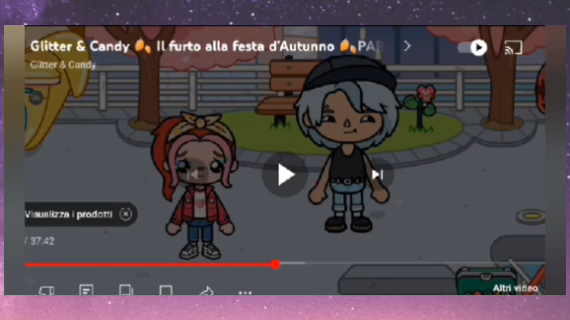 Glitter & Candy 🍂 Il furto alla festa d'Autunno 🍂PAR
Glitter & Candy
Visualizza i prodotti
/ 37:42
Altri video